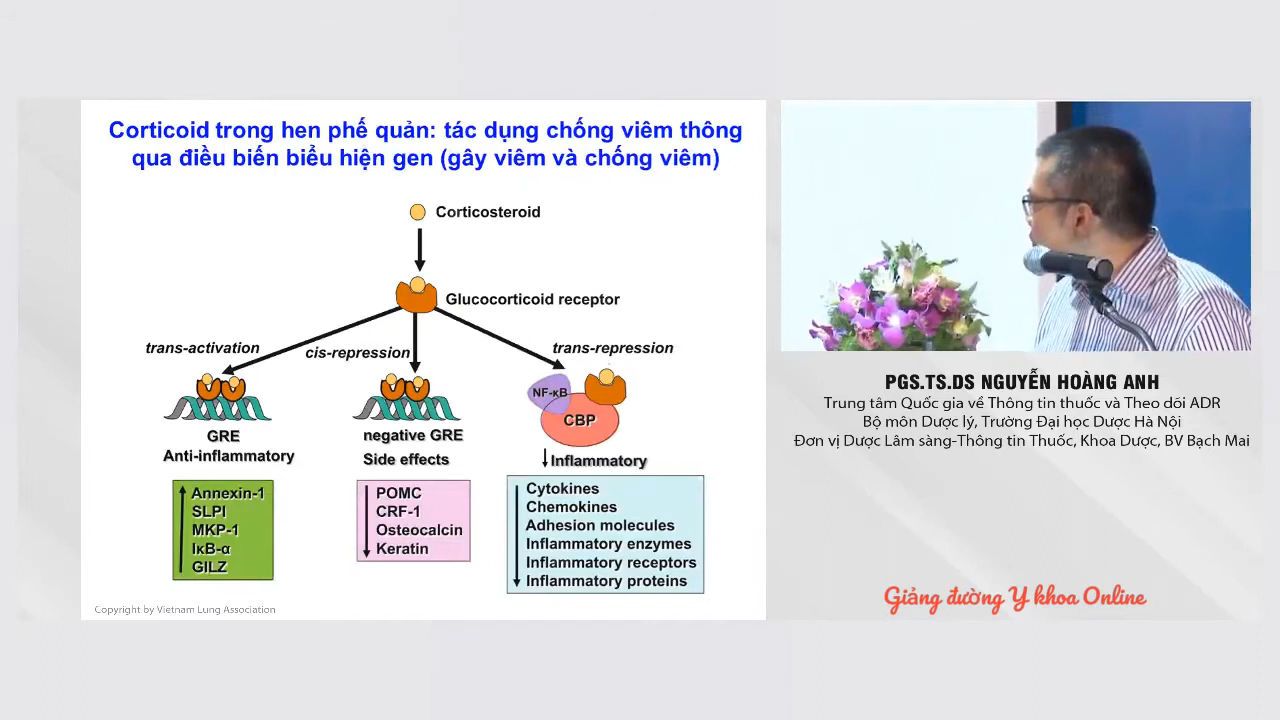 Corticoid trong hen phế quản: tác dụng chống viêm thông
qua điều biến biểu hiện gen (gây viêm và chống viêm)
Corticosteroid
Glucocorticoid receptor
trans-activation
cis-repression
trans-repression
NF-κB
CBP
GRE
Anti-inflammatory
negative GRE
Side effects
Inflammatory
Annexin-1
SLPI
MKP-1
IκB-α
GILZ
POMC
CRF-1
Osteocalcin
Keratin
Cytokines
Chemokines
Adhesion molecules
Inflammatory enzymes
Inflammatory receptors
Inflammatory proteins
Copyright by Vietnam Lung Association
PGS.TS.DS NGUYỄN HOÀNG ANH
Trung tâm Quốc gia về Thông tin thuốc và Theo dõi ADR
Bộ môn Dược lý, Trường Đại học Dược Hà Nội
Đơn vị Dược Lâm sàng-Thông tin Thuốc, Khoa Dược, BV Bạch Mai
Giảng đường Y khoa Online